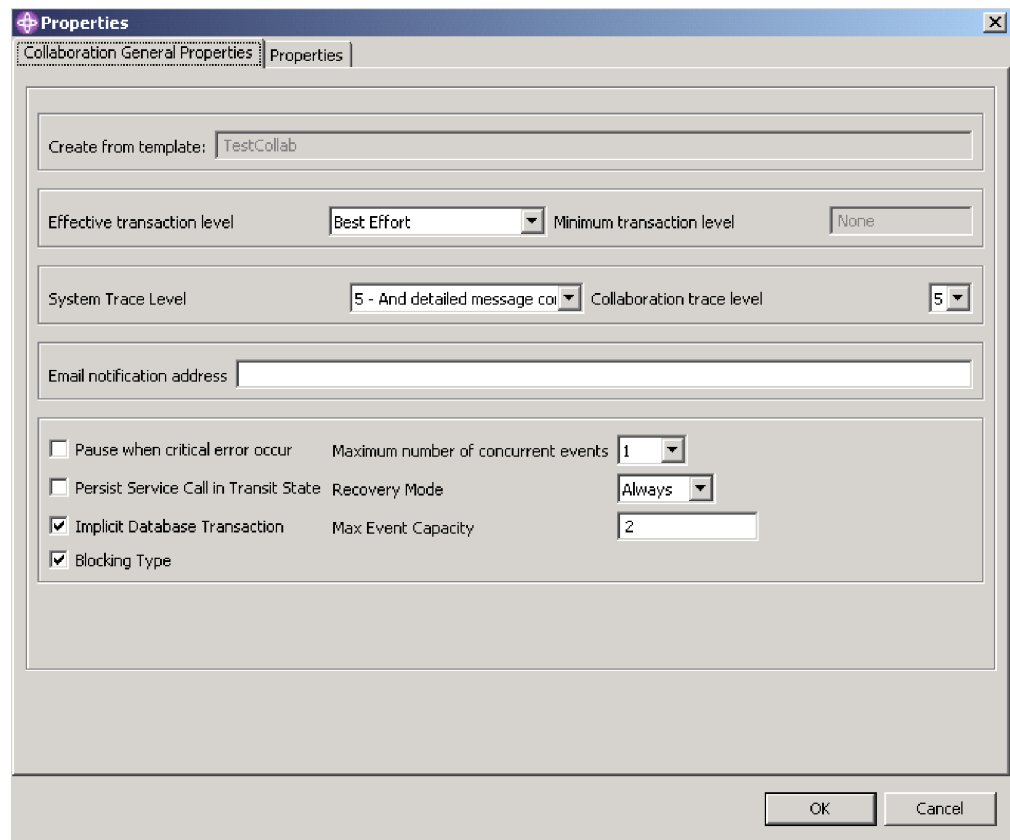 Properties
Collaboration General Properties Properties
Create from template: TestCollab
Effective transaction level Best Effort Minimum transaction level None
System Trace Level 5 - And detailed message Collaboration trace level 5
Email notification address
Pause when critical error occur Maximum number of concurrent events 1
Persist Service Call in Transit State Recovery Mode Always
Implicit Database Transaction Max Event Capacity 2
Blocking Type
OK Cancel